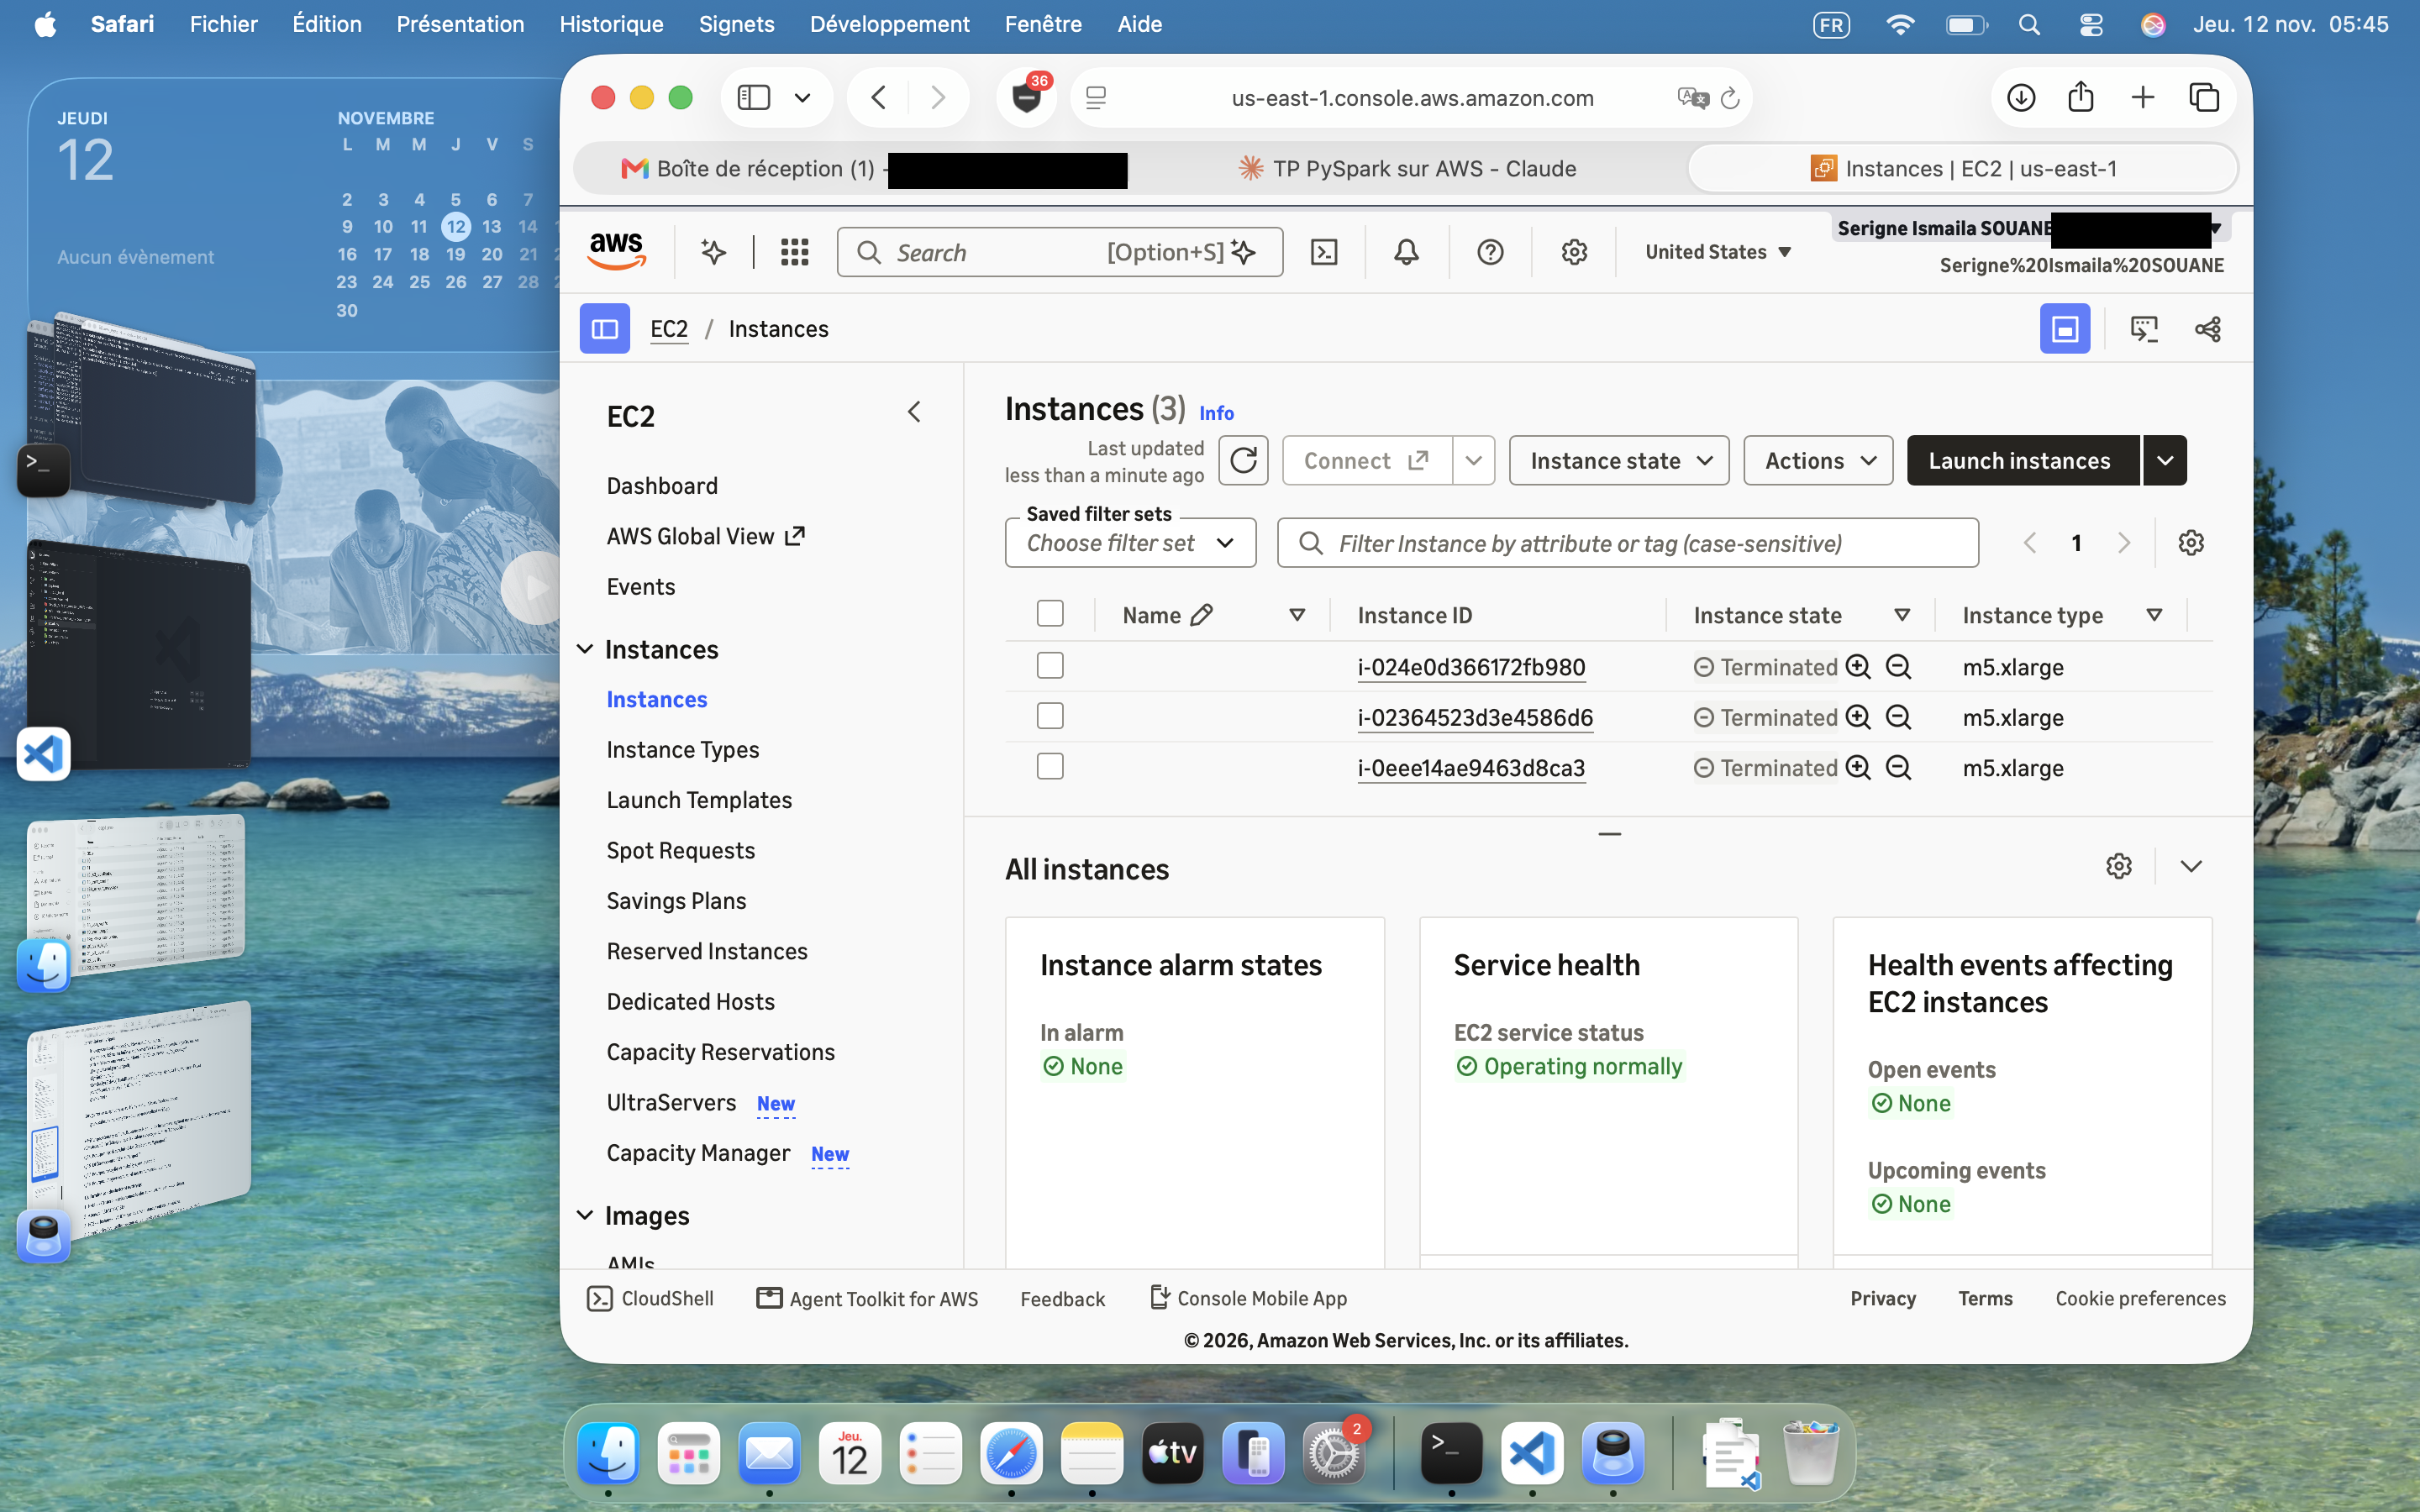 Safari Fichier Édition Présentation Historique Signets Développement Fenêtre Aide FR Jeu. 12 nov. 05:45
JEUDI
12
Aucun évènement
NOVEMBRE
L M M J V S
2 3 4 5 6 7
9 10 11 12 13 14
16 17 18 19 20 21
23 24 25 26 27 28
30
36
us-east-1.console.aws.amazon.com
Boîte de réception (1) -
TP PySpark sur AWS - Claude
Instances | EC2 | us-east-1
aws
Search [Option+S]
United States
Serigne Ismaila SOUANE
Serigne%20Ismaila%20SOUANE
EC2 / Instances
EC2
Dashboard
AWS Global View
Events
Instances
Instances
Instance Types
Launch Templates
Spot Requests
Savings Plans
Reserved Instances
Dedicated Hosts
Capacity Reservations
UltraServers New
Capacity Manager New
Images
AMIs
Instances (3) Info
Last updated
less than a minute ago
Connect
Instance state
Actions
Launch instances
Saved filter sets
Choose filter set
Filter Instance by attribute or tag (case-sensitive)
1
Name Instance ID Instance state Instance type
i-024e0d366172fb980 Terminated m5.xlarge
i-02364523d3e4586d6 Terminated m5.xlarge
i-0eee14ae9463d8ca3 Terminated m5.xlarge
All instances
Instance alarm states
In alarm
None
Service health
EC2 service status
Operating normally
Health events affecting
EC2 instances
Open events
None
Upcoming events
None
CloudShell Agent Toolkit for AWS Feedback Console Mobile App Privacy Terms Cookie preferences
© 2026, Amazon Web Services, Inc. or its affiliates.
Jeu.
12
tv
2